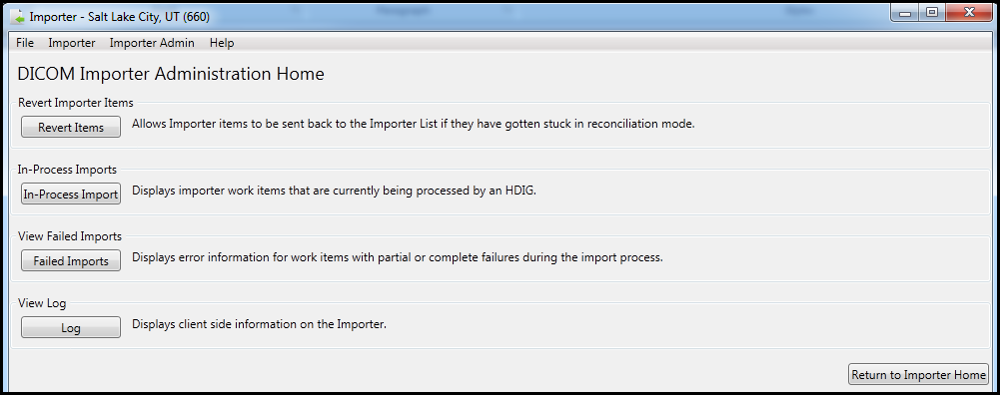 Importer - Salt Lake City, UT (660)
File Importer Importer Admin Help
DICOM Importer Administration Home
Revert Importer Items
Revert Items Allows Importer items to be sent back to the Importer List if they have gotten stuck in reconciliation mode.
In-Process Imports
In-Process Import Displays importer work items that are currently being processed by an HDIG.
View Failed Imports
Failed Imports Displays error information for work items with partial or complete failures during the import process.
View Log
Log Displays client side information on the Importer.
Return to Importer Home